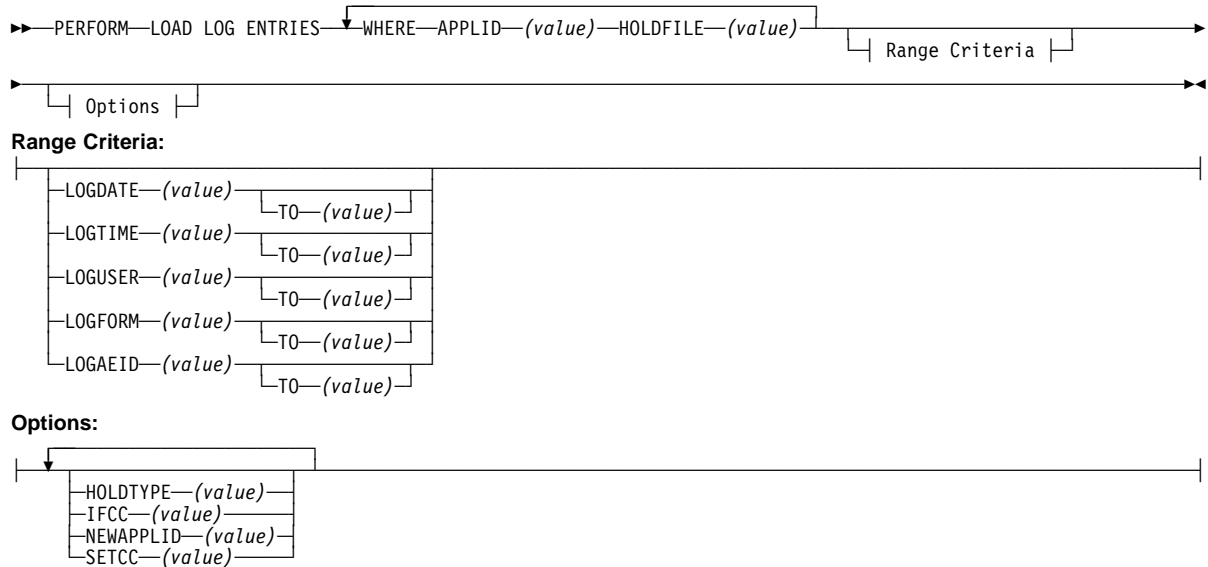 PERFORM LOAD LOG ENTRIES WHERE APPLID (value) HOLDFILE (value)
Range Criteria
Options
Range Criteria:
LOGDATE (value)
TO (value)
LOGTIME (value)
TO (value)
LOGUSER (value)
TO (value)
LOGFORM (value)
TO (value)
LOGAEID (value)
TO (value)
Options:
HOLDTYPE (value)
IFCC (value)
NEWAPPLID (value)
SETCC (value)